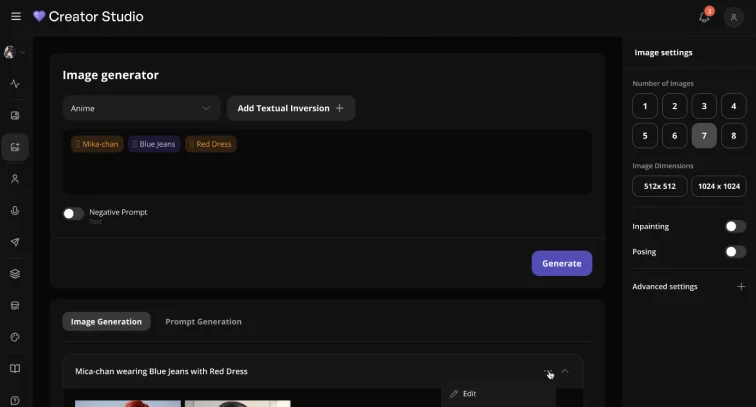 Creator Studio
3
Image generator
Anime
Add Textual Inversion
Mika-chan
Blue Jeans
Red Dress
Negative Prompt
Text
Generate
Image Generation
Prompt Generation
Mica-chan wearing Blue Jeans with Red Dress
Edit
Image settings
Number of Images
1 2 3 4
5 6 7 8
Image Dimensions
512x 512
1024 x 1024
Inpainting
Posing
Advanced settings